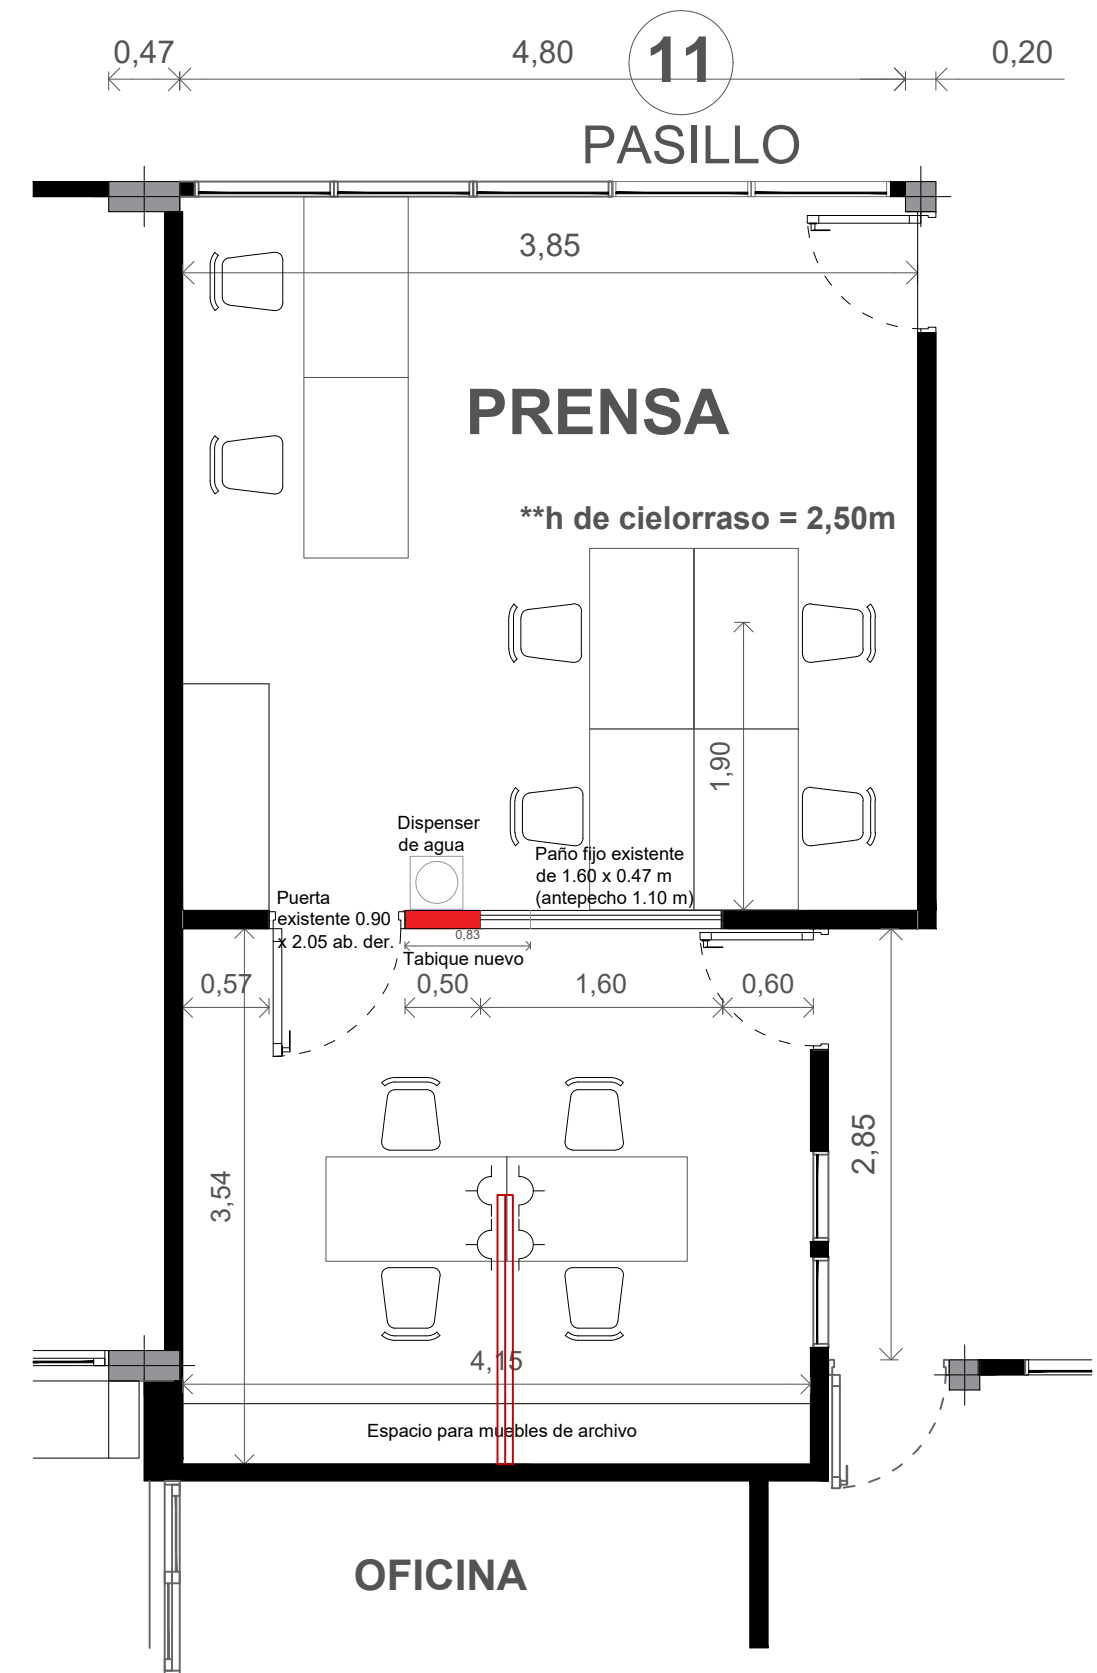 0,47
4,80
11
0,20
PASILLO
3,85
PRENSA
**h de cielorraso = 2,50m
1,90
Dispenser
de agua
Paño fijo existente
de 1.60 x 0.47 m
(antepecho 1.10 m)
Puerta
existente 0.90
x 2.05 ab. der.
0,83
Tabique nuevo
0,57
0,50
1,60
0,60
2,85
3,54
4,15
Espacio para muebles de archivo
OFICINA